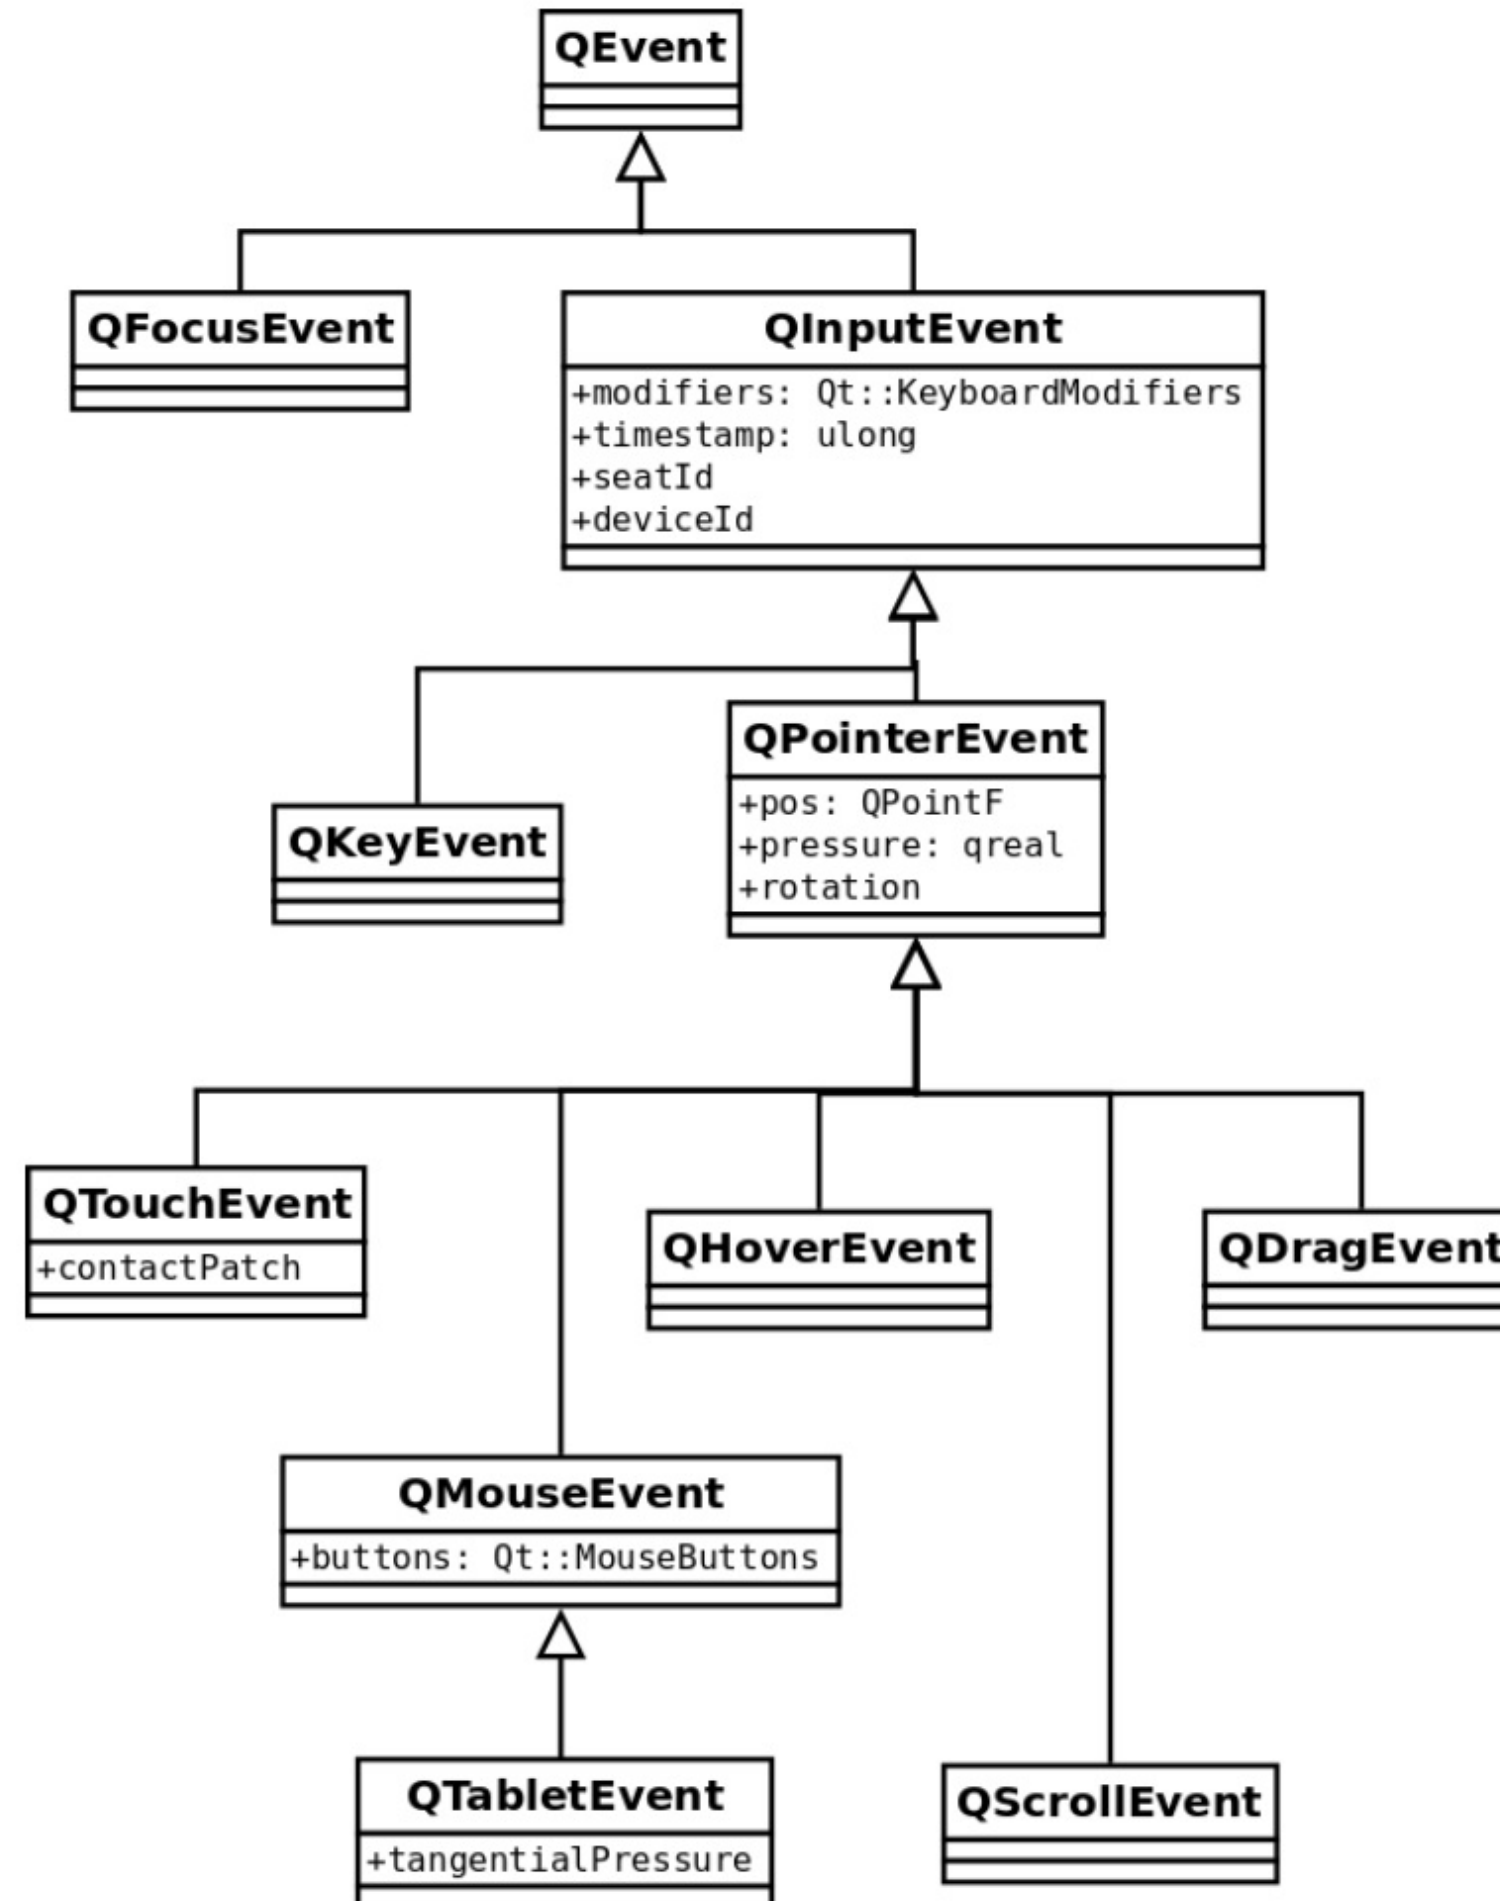 QEvent
QFocusEvent
QInputEvent
+modifiers: Qt::KeyboardModifiers
+timestamp: ulong
+seatId
+deviceId
QPointerEvent
+pos: QPointF
+pressure: qreal
+rotation
QKeyEvent
QTouchEvent
+contactPatch
QHoverEvent
QDragEvent
QMouseEvent
+buttons: Qt::MouseButtons
QTabletEvent
+tangentialPressure
QScrollEvent